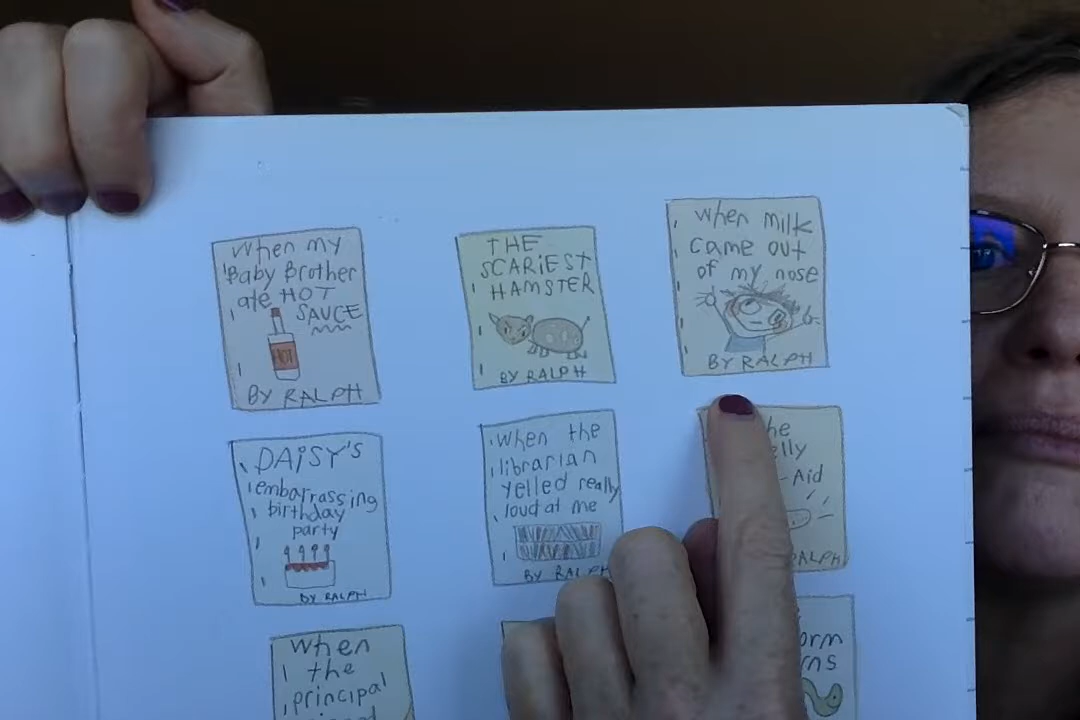 When my
Baby Brother
ate HOT
SAUCE
HOT
BY RALPH
THE
SCARiEST
HAMSTER
BY RALPH
when milk
came out
of my nose
BY RALPH
DAiSY'S
embarrassing
birthday
party
BY RALPH
when the
librarian
yelled really
loud at me
BY RALPH
-Aid
RALPH
when
the
principal